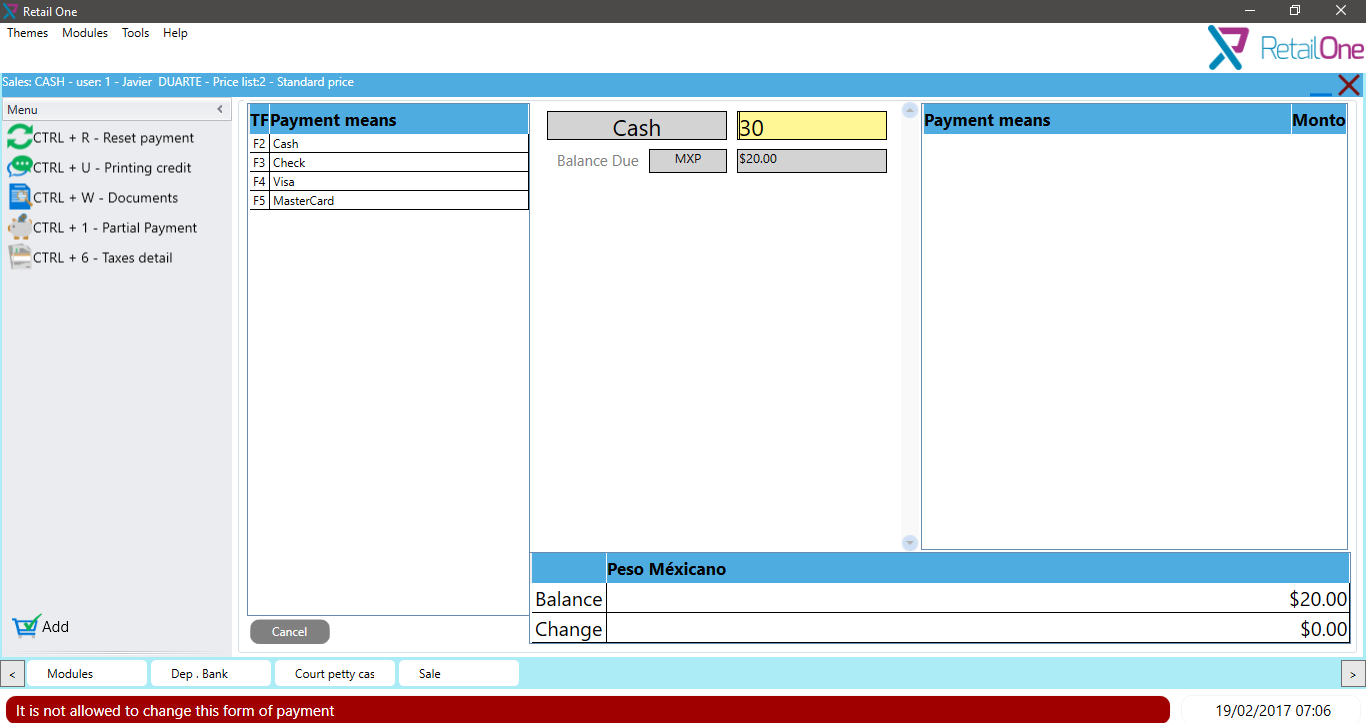 Retail One
Themes Modules Tools Help
RetailOne
Sales: CASH - user: 1 - Javier DUARTE - Price list:2 - Standard price
Menu
CTRL + R - Reset payment
CTRL + U - Printing credit
CTRL + W - Documents
CTRL + 1 - Partial Payment
CTRL + 6 - Taxes detail
Add
TF Payment means
F2 Cash
F3 Check
F4 Visa
F5 MasterCard
Cancel
Cash 30
Balance Due MXP $20.00
Payment means Monto
Peso Méxicano
Balance $20.00
Change $0.00
< Modules Dep . Bank Court petty cas Sale >
It is not allowed to change this form of payment 19/02/2017 07:06